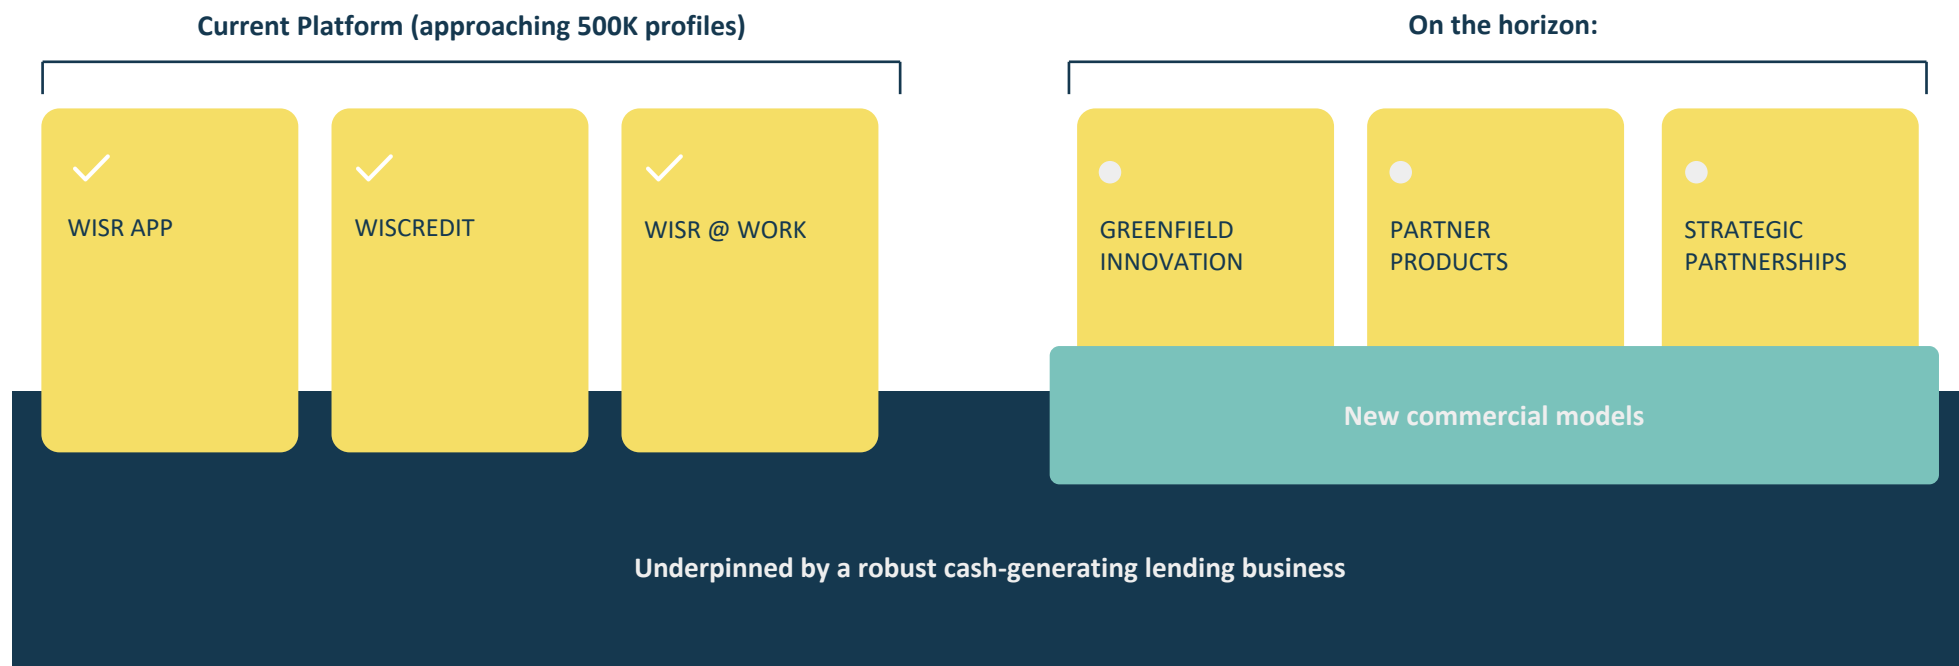 Current Platform (approaching 500K profiles)
WISR APP
WISCREDIT
WISR @ WORK
On the horizon:
GREENFIELD
INNOVATION
PARTNER
PRODUCTS
STRATEGIC
PARTNERSHIPS
New commercial models
Underpinned by a robust cash-generating lending business